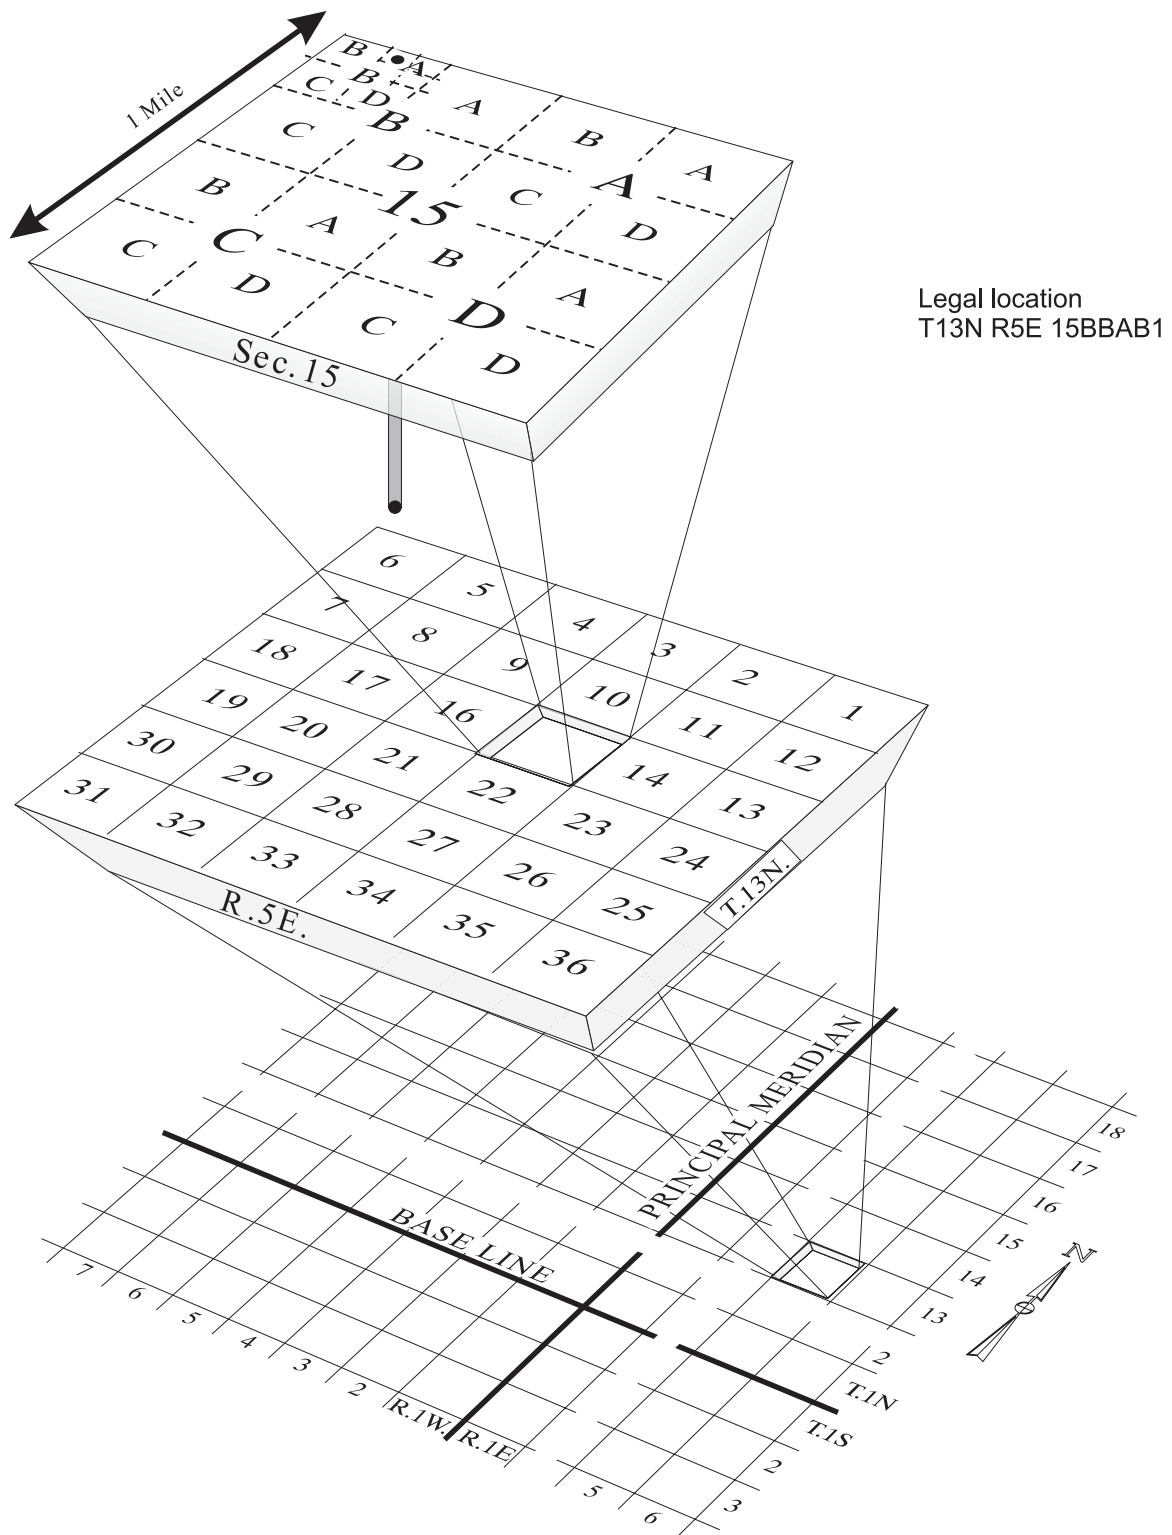 1 Mile
B A
B
C D
B
A
B
A
C
D
A
C
D
15
B
A
C
C
D
B
A
D
C
D
Sec. 15
Legal location
T13N R5E 15BBAB1
6 5 4 3 2 1
7 8 9 10 11 12
18 17 16 14 13
19 20 21 22 23 24
30 29 28 27 26 25
31 32 33 34 35 36
R.5E.
T.13N.
PRINCIPAL MERIDIAN
BASE LINE
18
17
16
15
14
13
2
T.1N
T.1S
2
3
7 6 5 4 3 2 R.1W. R.1E 5 6
N